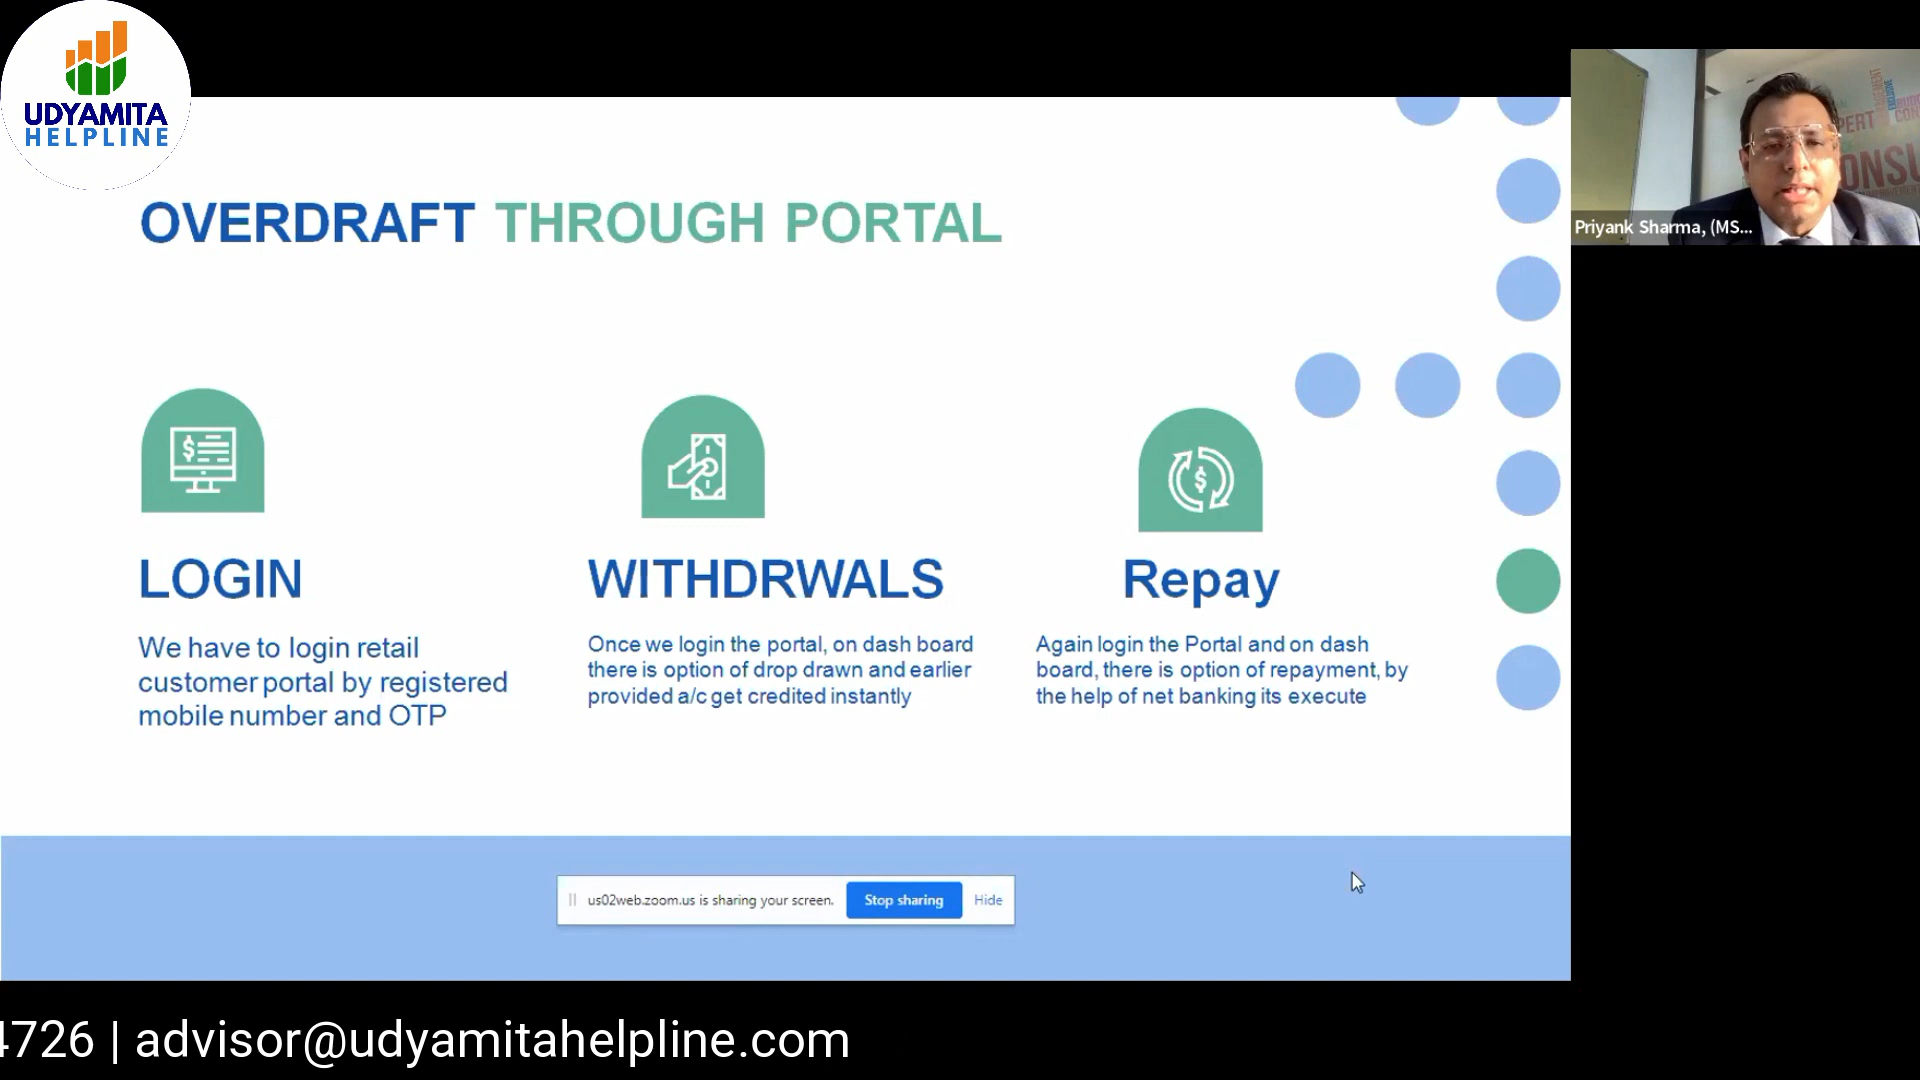 UDYAMITA
HELPLINE
OVERDRAFT THROUGH PORTAL
LOGIN
We have to login retail
customer portal by registered
mobile number and OTP
WITHDRWALS
Once we login the portal, on dash board
there is option of drop drawn and earlier
provided a/c get credited instantly
Repay
Again login the Portal and on dash
board, there is option of repayment, by
the help of net banking its execute
Priyank Sharma, (MS...
us02web.zoom.us is sharing your screen.
Stop sharing
Hide
4726 | advisor@udyamitahelpline.com